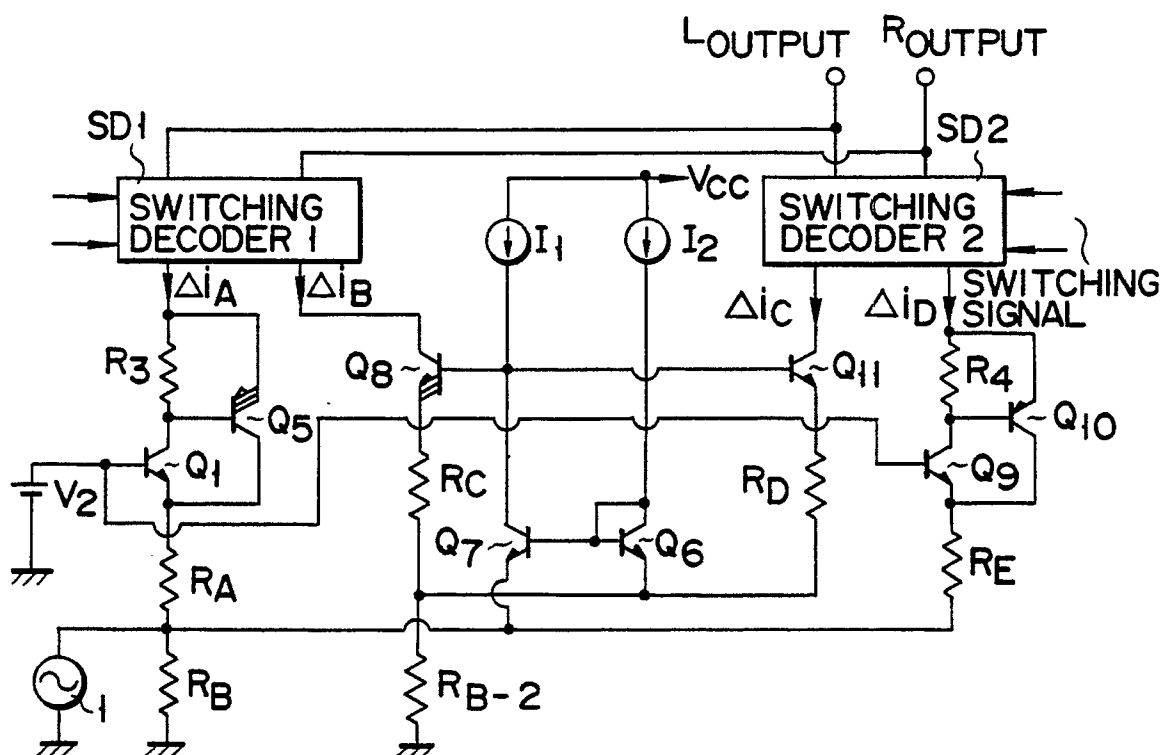 LOUTPUT ROUTPUT
SD1
SD2
VCC
SWITCHING
DECODER 1
I1
I2
SWITCHING
DECODER 2
ΔiA
ΔiB
ΔiC
ΔiD
SWITCHING
SIGNAL
R3
Q8
Q11
R4
Q5
Q10
Q1
V2
RC
RD
Q9
Q7
Q6
RA
RE
RB
RB-2
1